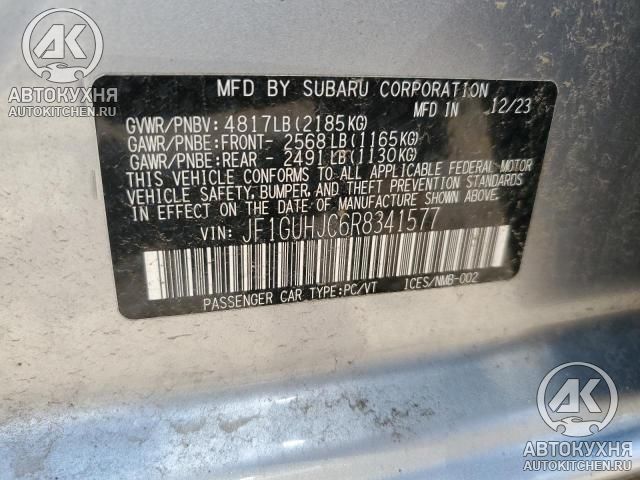 MFD BY SUBARU CORPORATION
MFD IN 12/23
GVWR/PNBV: 4817LB (2185KG)
GAWR/PNBE:FRONT- 2568LB (1165KG)
GAWR/PNBE:REAR - 2491LB (1130KG)
THIS VEHICLE CONFORMS TO ALL APPLICABLE FEDERAL MOTOR
VEHICLE SAFETY, BUMPER, AND THEFT PREVENTION STANDARDS
IN EFFECT ON THE DATE OF MANUFACTURE SHOWN ABOVE.
VIN: JF1GUHJC6R8341577
PASSENGER CAR TYPE:PC/VT ICES/NMB-002
АК
АВТОКУХНЯ
AUTOKUHNYA.RU
АК
АВТОКУХНЯ
AUTOKUHNYA.RU